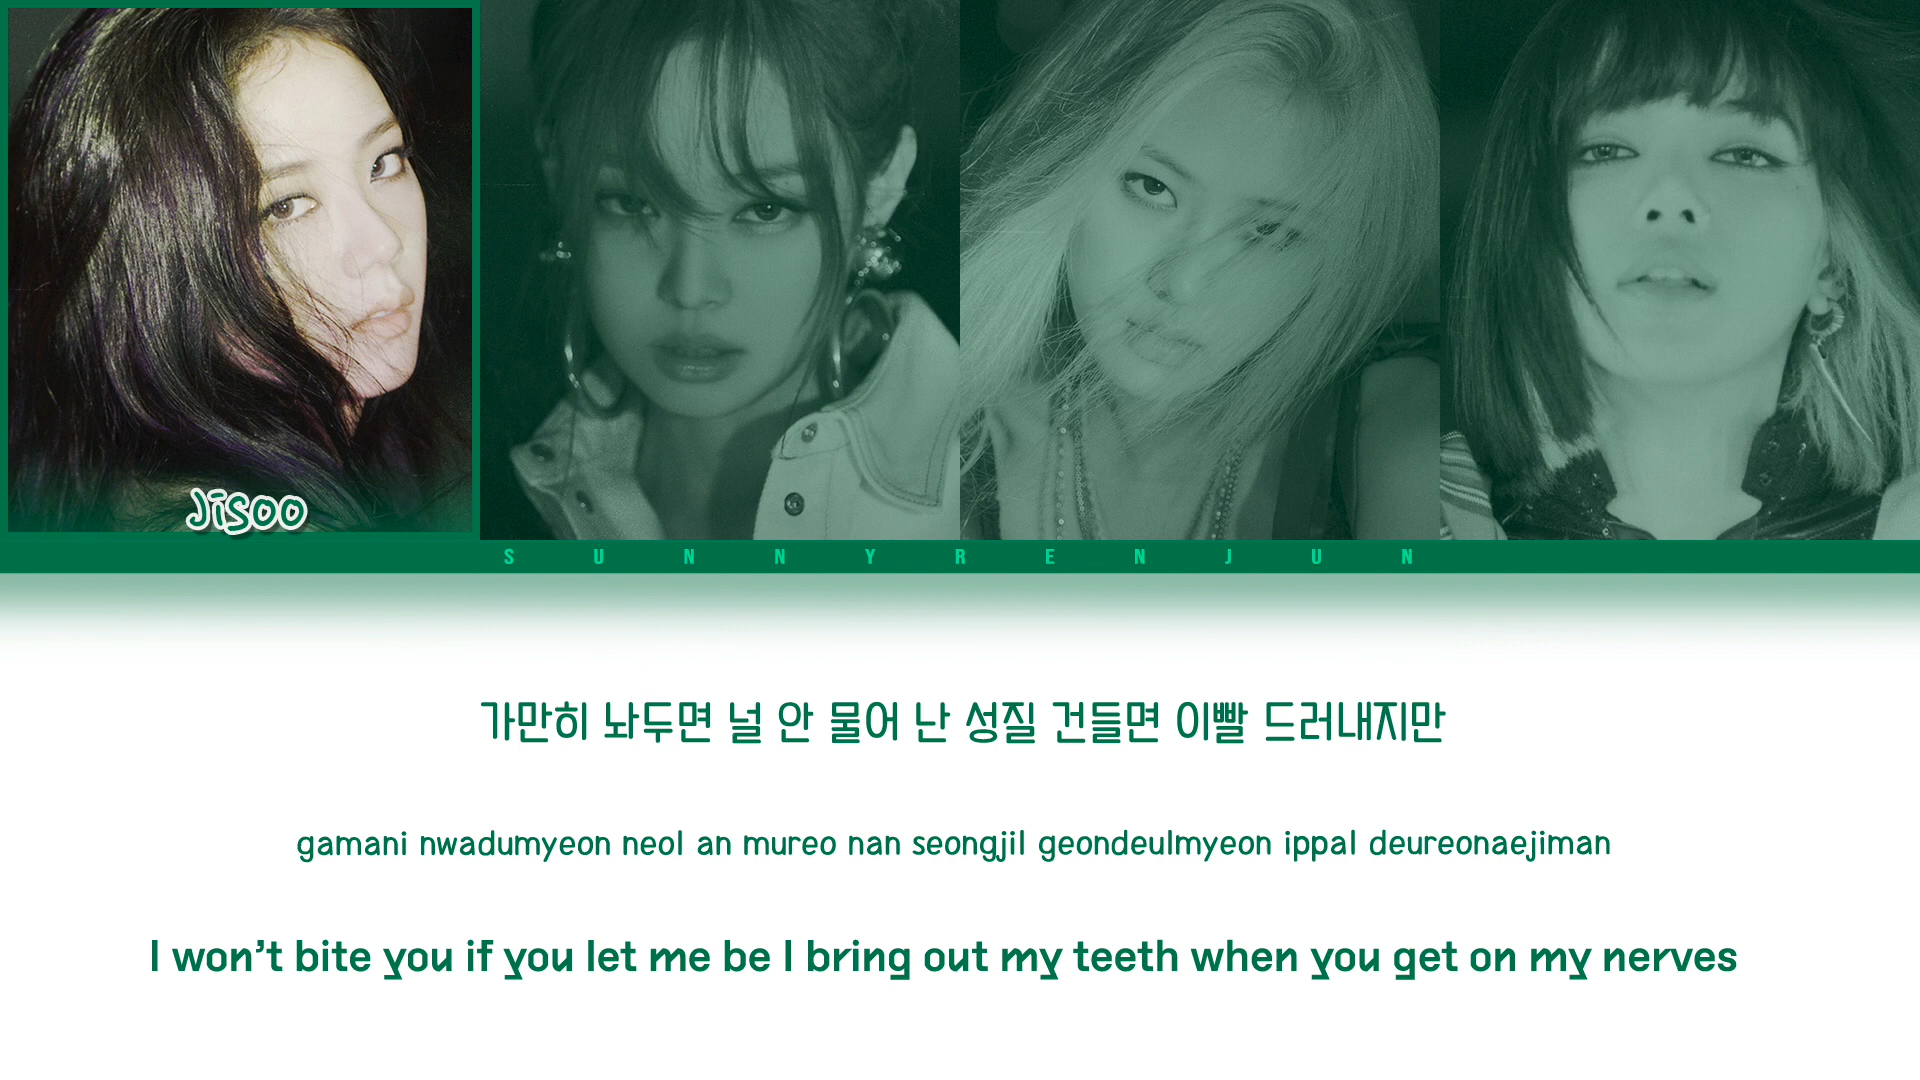 Jisoo
SUNNYRENJUN
가만히 놔두면 널 안 물어 난 성질 건들면 이빨 드러내지만
gamani nwadumyeon neol an mureo nan seongjil geondeulmyeon ippal deureonaejiman
I won’t bite you if you let me be I bring out my teeth when you get on my nerves